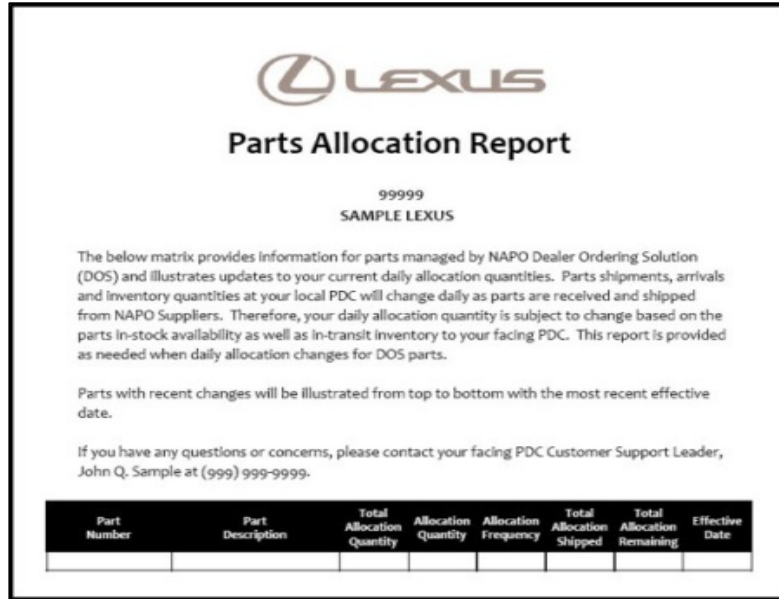 LEXUS
Parts Allocation Report
99999
SAMPLE LEXUS
The below matrix provides information for parts managed by NAPO Dealer Ordering Solution
(DOS) and illustrates updates to your current daily allocation quantities. Parts shipments, arrivals
and inventory quantities at your local PDC will change daily as parts are received and shipped
from NAPO Suppliers. Therefore, your daily allocation quantity is subject to change based on the
parts in-stock availability as well as in-transit inventory to your facing PDC. This report is provided
as needed when daily allocation changes for DOS parts.
Parts with recent changes will be illustrated from top to bottom with the most recent effective
date.
If you have any questions or concerns, please contact your facing PDC Customer Support Leader,
John Q. Sample at (999) 999-9999.
Part Number
Part Description
Total Allocation Quantity
Allocation Quantity
Allocation Frequency
Total Allocation Shipped
Total Allocation Remaining
Effective Date